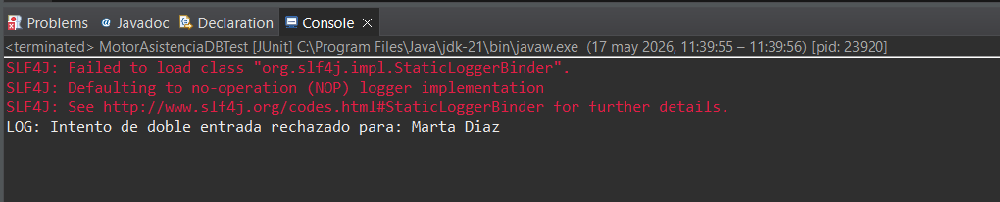 Problems @ Javadoc Declaration Console ×
<terminated> MotorAsistenciaDBTest [JUnit] C:\Program Files\Java\jdk-21\bin\javaw.exe (17 may 2026, 11:39:55 – 11:39:56) [pid: 23920]
SLF4J: Failed to load class "org.slf4j.impl.StaticLoggerBinder".
SLF4J: Defaulting to no-operation (NOP) logger implementation
SLF4J: See http://www.slf4j.org/codes.html#StaticLoggerBinder for further details.
LOG: Intento de doble entrada rechazado para: Marta Diaz